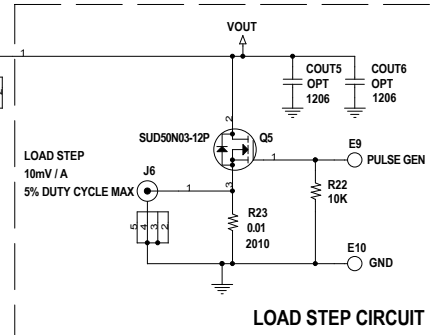 VOUT
1
COUT5
OPT
1206
COUT6
OPT
1206
2
SUD50N03-12P
Q5
E9
1
PULSE GEN
LOAD STEP
10mV / A
5% DUTY CYCLE MAX
J6
1
3
R22
10K
R23
0.01
2010
5
4
3
2
E10
GND
LOAD STEP CIRCUIT